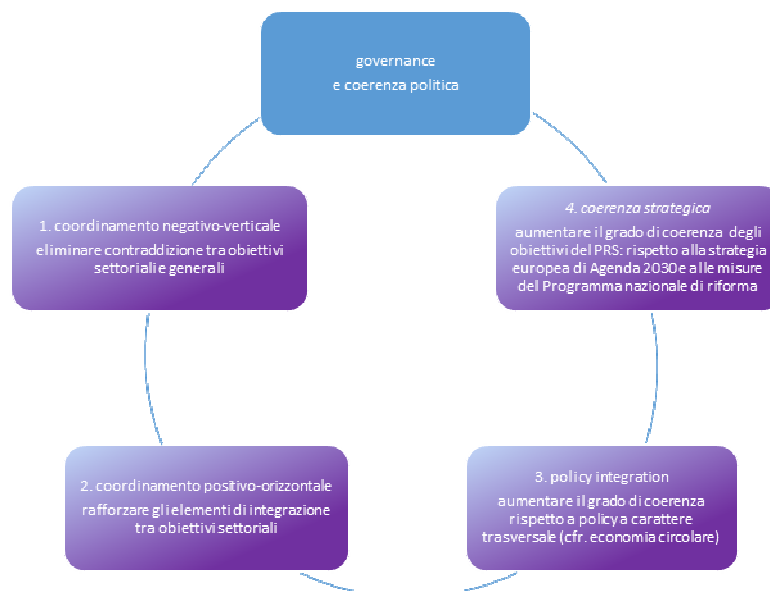 governance
e coerenza politica
1. coordinamento negativo-verticale
eliminare contraddizione tra obiettivi
settoriali e generali
4. coerenza strategica
aumentare il grado di coerenza degli
obiettivi del PRS: rispetto alla strategia
europea di Agenda 2030 e alle misure
del Programma nazionale di riforma
2. coordinamento positivo-orizzontale
rafforzare gli elementi di integrazione
tra obiettivi settoriali
3. policy integration
aumentare il grado di coerenza
rispetto a policy a carattere
trasversale (cfr. economia circolare)